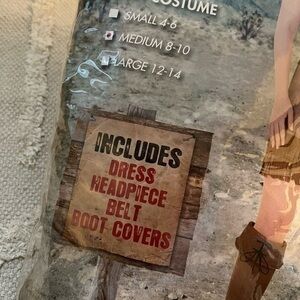 COSTUME
SMALL 4-6
MEDIUM 8-10
LARGE 12-14
INCLUDES
DRESS
HEADPIECE
BELT
BOOT COVERS